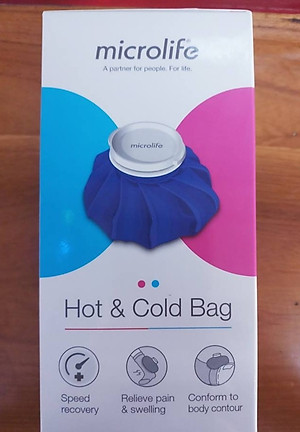 microlife
A partner for people. For life.
microlife
Hot & Cold Bag
Speed
recovery
Relieve pain
& swelling
Conform to
body contour